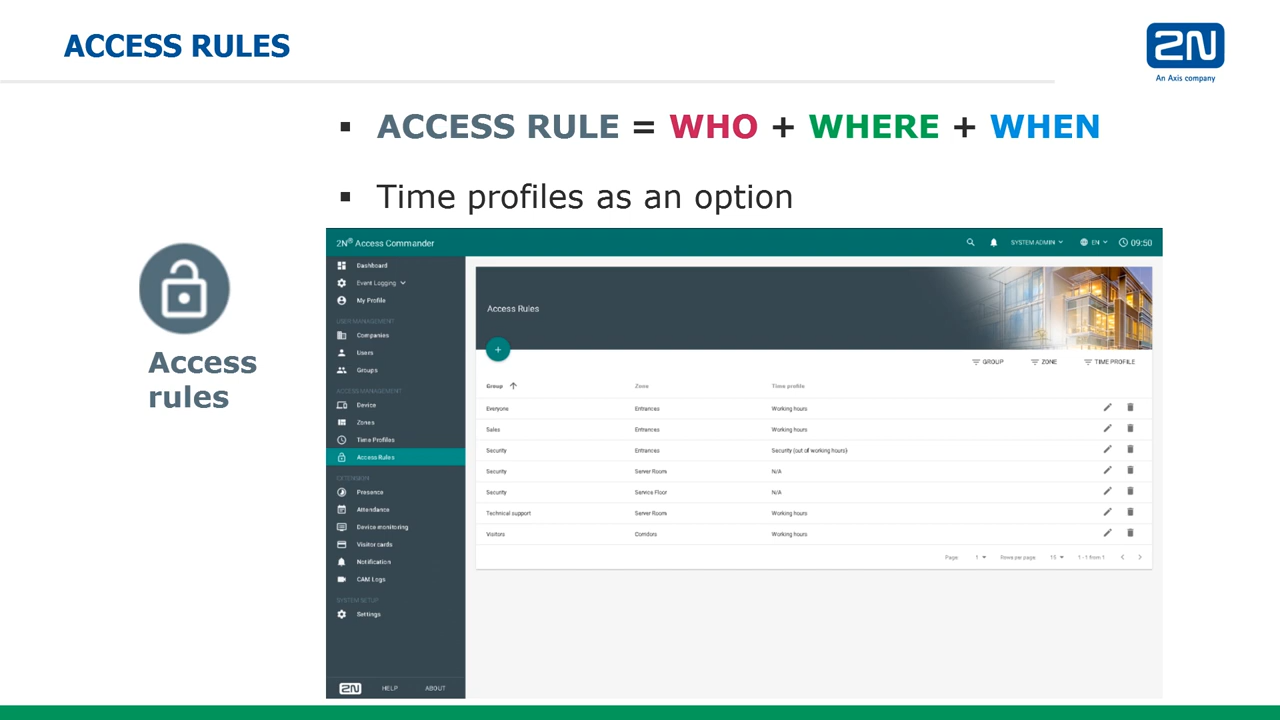 ACCESS RULES
2N
An Axis company
▪ ACCESS RULE = WHO + WHERE + WHEN
▪ Time profiles as an option
Access
rules
2N® Access Commander
SYSTEM ADMIN
EN
09:50
Dashboard
Event Logging
My Profile
USER MANAGEMENT
Companies
Users
Groups
ACCESS MANAGEMENT
Device
Zones
Time Profiles
Access Rules
EXTENSION
Presence
Attendance
Device monitoring
Visitor cards
Notification
CAM Logs
SYSTEM SETUP
Settings
2N HELP ABOUT
Access Rules
+
GROUP ZONE TIME PROFILE
Group Zone Time profile
Everyone Entrances Working hours
Sales Entrances Working hours
Security Entrances Security (out of working hours)
Security Server Room N/A
Security Service Floor N/A
Technical support Server Room Working hours
Visitors Corridors Working hours
Page 1 Rows per page 15 1 - 1 from 1